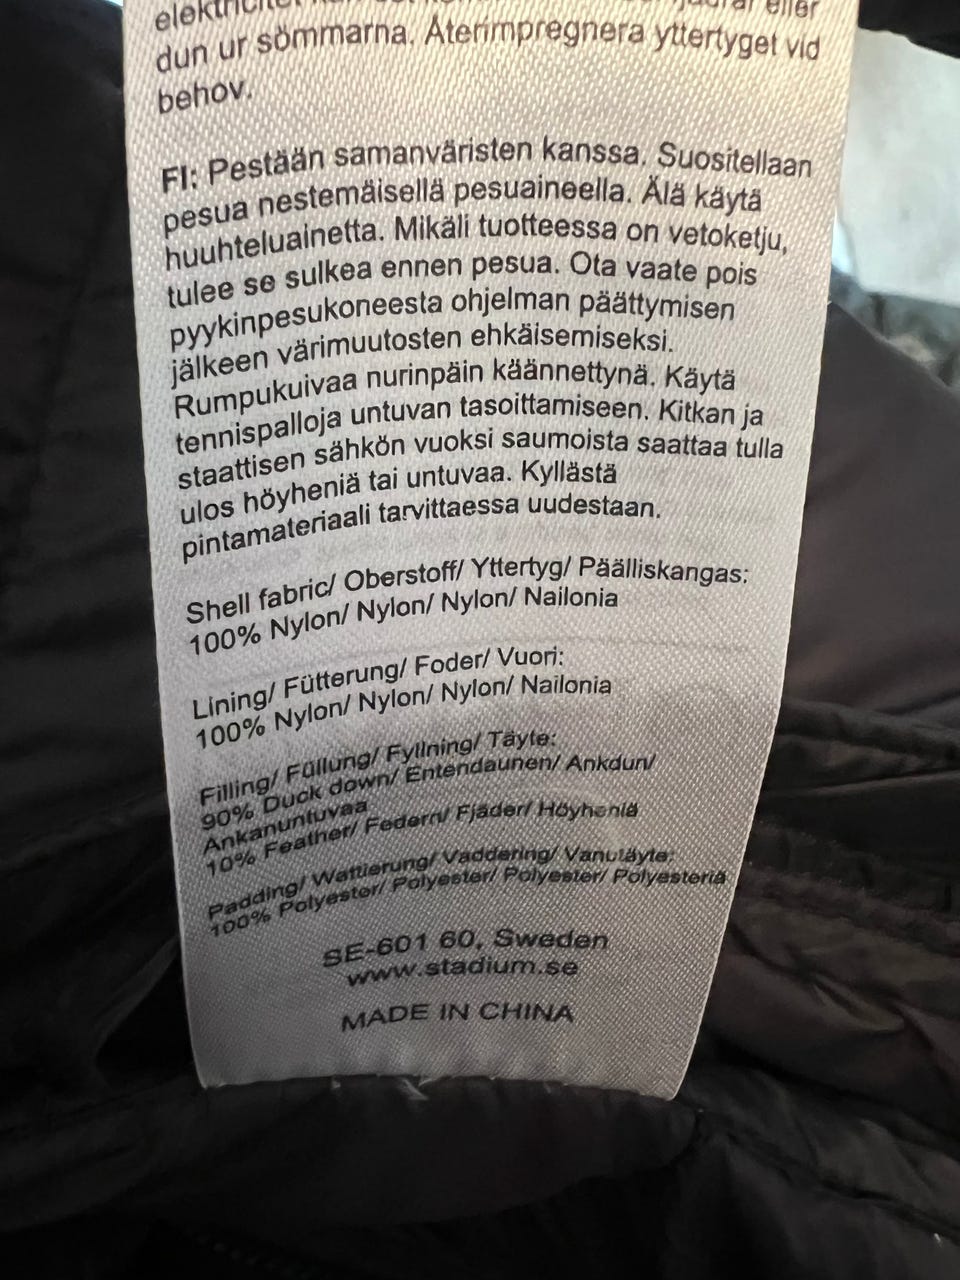 dun ur sömmarna. Återimpregnera yttertyget vid
behov.
FI: Pestään samanväristen kanssa. Suositellaan
pesua nestemäisellä pesuaineella. Älä käytä
huuhteluainetta. Mikäli tuotteessa on vetoketju,
tulee se sulkea ennen pesua. Ota vaate pois
pyykinpesukoneesta ohjelman päättymisen
jälkeen värimuutosten ehkäisemiseksi.
Rumpukuivaa nurinpäin käännettynä. Käytä
tennispalloja untuvan tasoittamiseen. Kitkan ja
staattisen sähkön vuoksi saumoista saattaa tulla
ulos höyheniä tai untuvaa. Kyllästä
pintamateriaali tarvittaessa uudestaan.
Shell fabric/ Oberstoff/ Yttertyg/ Päälliskangas:
100% Nylon/ Nylon/ Nylon/ Nailonia
Lining/ Fütterung/ Foder/ Vuori:
100% Nylon/ Nylon/ Nylon/ Nailonia
Filling/ Füllung/ Fyllning/ Täyte:
90% Duck down/ Entendaunen/ Ankdun/
Ankanuntuvaa
10% Feather/ Federn/ Fjäder/ Höyheniä
Padding/ Wattierung/ Vaddering/ Vanutäyte:
100% Polyester/ Polyester/ Polyester/ Polyesteriä
SE-601 60, Sweden
www.stadium.se
MADE IN CHINA